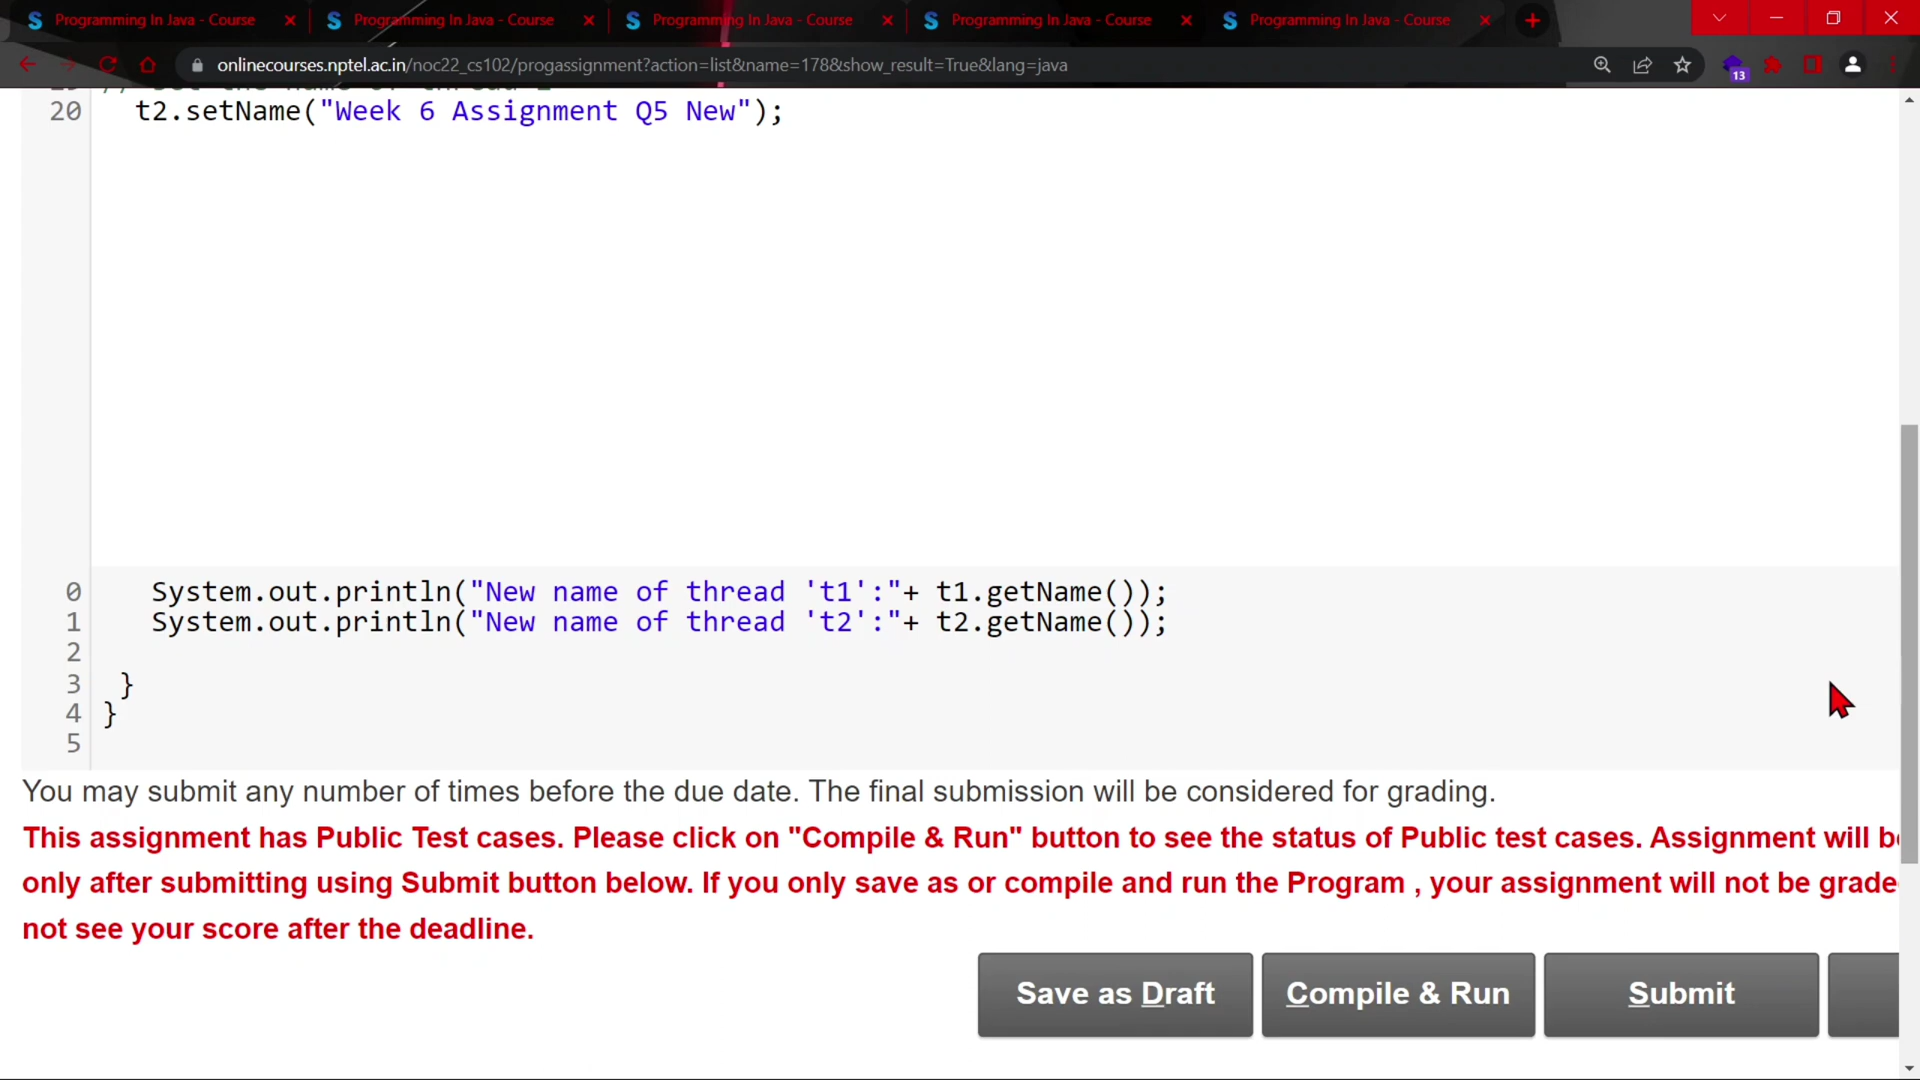 Programming In Java - Course
Programming In Java - Course
Programming In Java - Course
Programming In Java - Course
Programming In Java - Course
onlinecourses.nptel.ac.in/noc22_cs102/progassignment?action=list&name=178&show_result=True&lang=java
13
20 t2.setName("Week 6 Assignment Q5 New");
0 System.out.println("New name of thread 't1':"+ t1.getName());
1 System.out.println("New name of thread 't2':"+ t2.getName());
2
3 }
4 }
5
You may submit any number of times before the due date. The final submission will be considered for grading.
This assignment has Public Test cases. Please click on "Compile & Run" button to see the status of Public test cases. Assignment will
only after submitting using Submit button below. If you only save as or compile and run the Program , your assignment will not be
not see your score after the deadline.
Save as Draft
Compile & Run
Submit